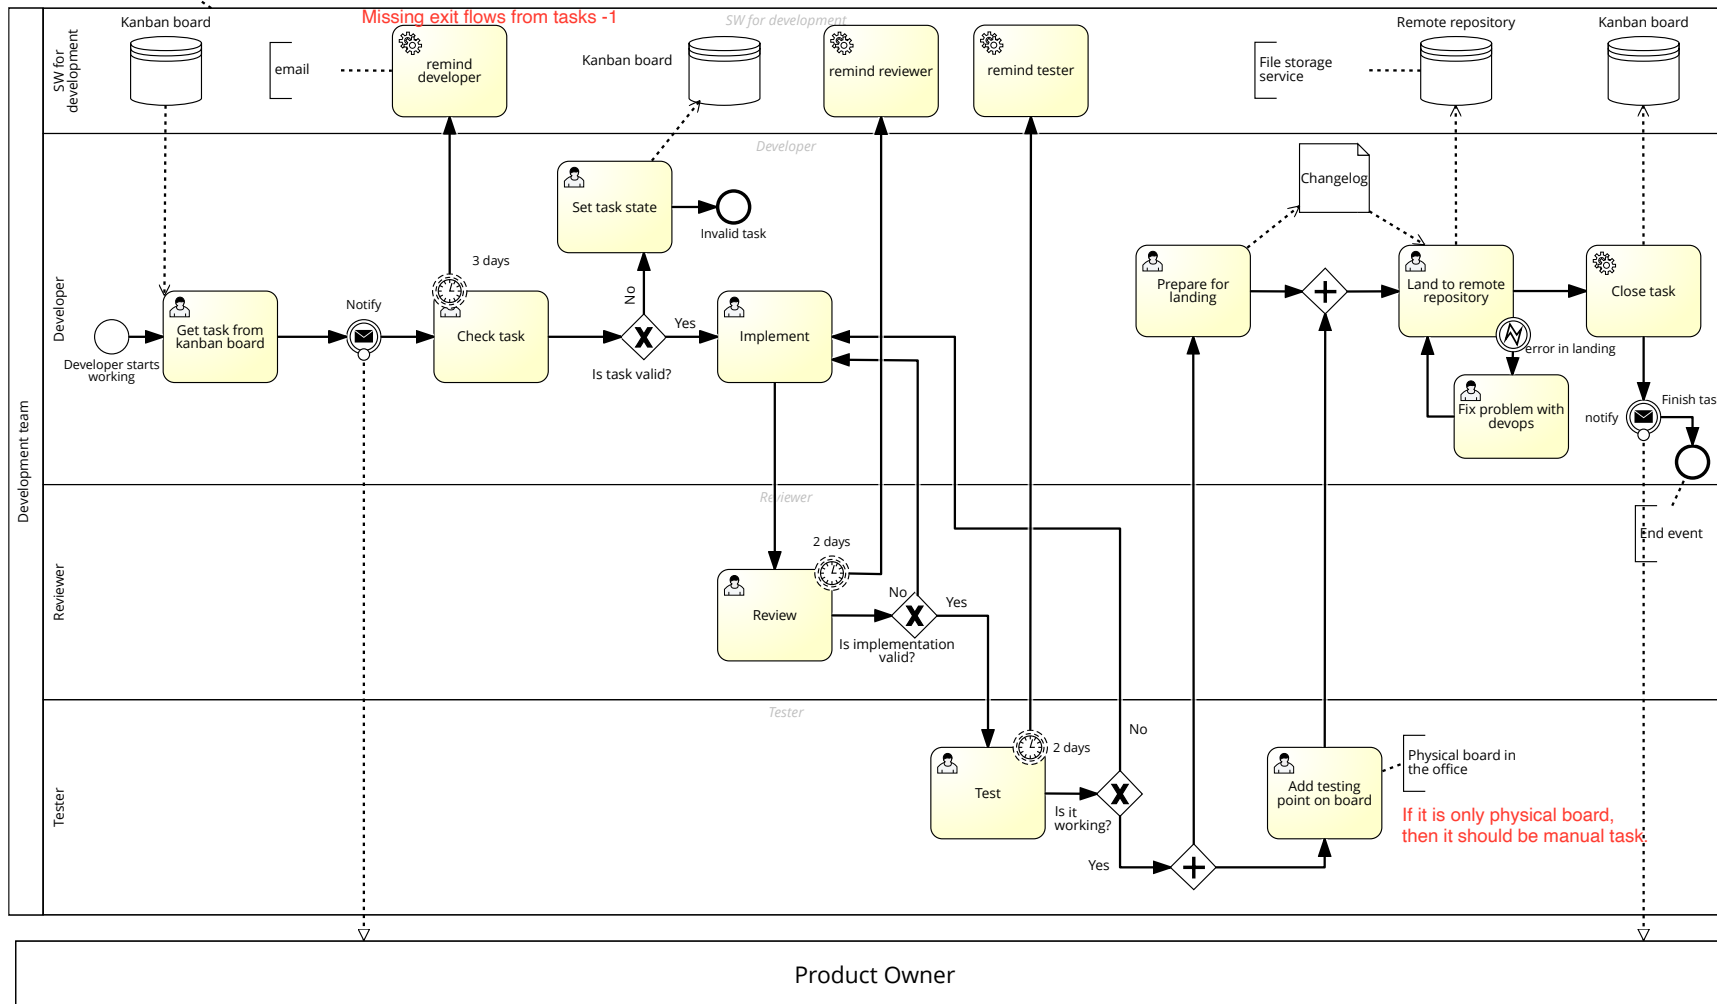 Missing exit flows from tasks -1
SW for development
Kanban board
Remote repository
Kanban board
SW for
development
email
remind
developer
Kanban board
remind reviewer
remind tester
File storage
service
Developer
Changelog
Set task state
Invalid task
3 days
No
Developer
Notify
Get task from
kanban board
Check task
Yes
Implement
Is task valid?
Developer starts
working
Prepare for
landing
Land to remote
repository
Close task
error in landing
Fix problem with
devops
notify
Finish tas
Development team
Reviewer
End event
2 days
Reviewer
Review
No
Yes
Is implementation
valid?
Tester
No
2 days
Physical board in
the office
Tester
Test
Is it
working?
Add testing
point on board
If it is only physical board,
then it should be manual task.
Yes
Product Owner